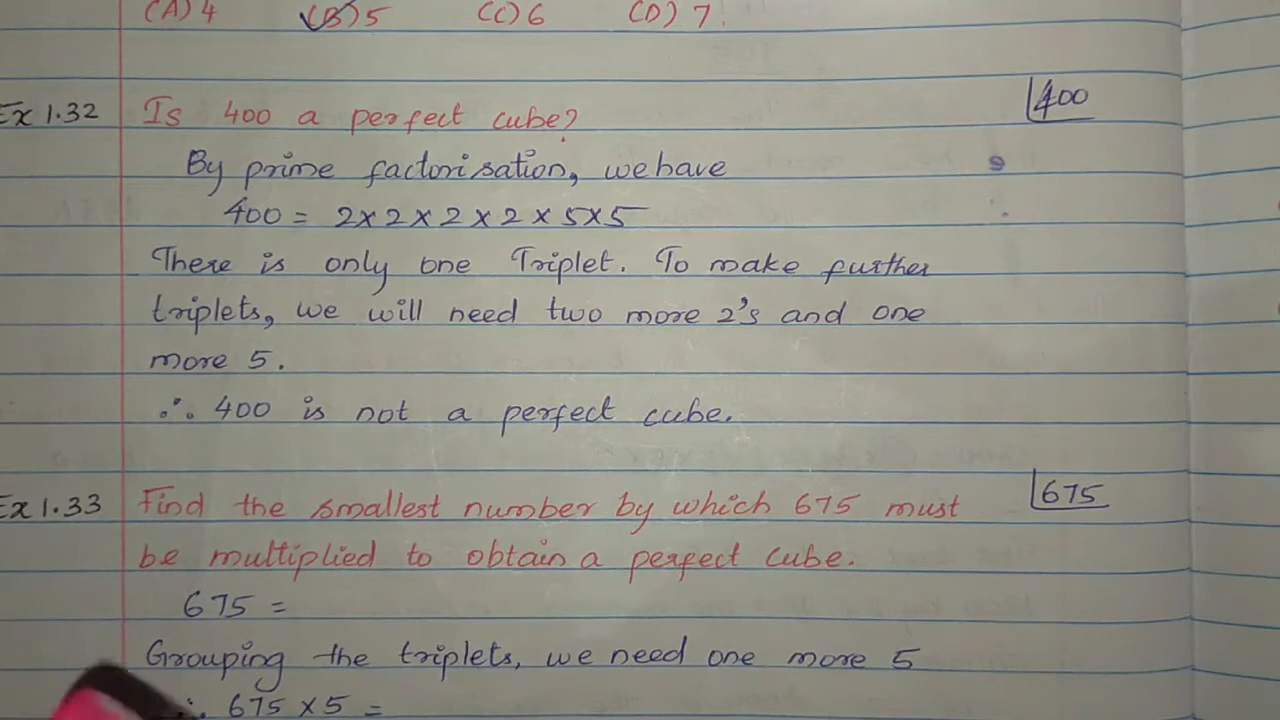 (A) 4 (B) 5 (C) 6 (D) 7.
Ex 1.32 Is 400 a perfect cube? 400
By prime factorisation, we have
400 = 2 × 2 × 2 × 2 × 5 × 5
There is only one Triplet. To make further
triplets, we will need two more 2's and one
more 5.
∴ 400 is not a perfect cube.
Ex 1.33 Find the smallest number by which 675 must 675
be multiplied to obtain a perfect cube.
675 =
Grouping the triplets, we need one more 5
∴ 675 × 5 =